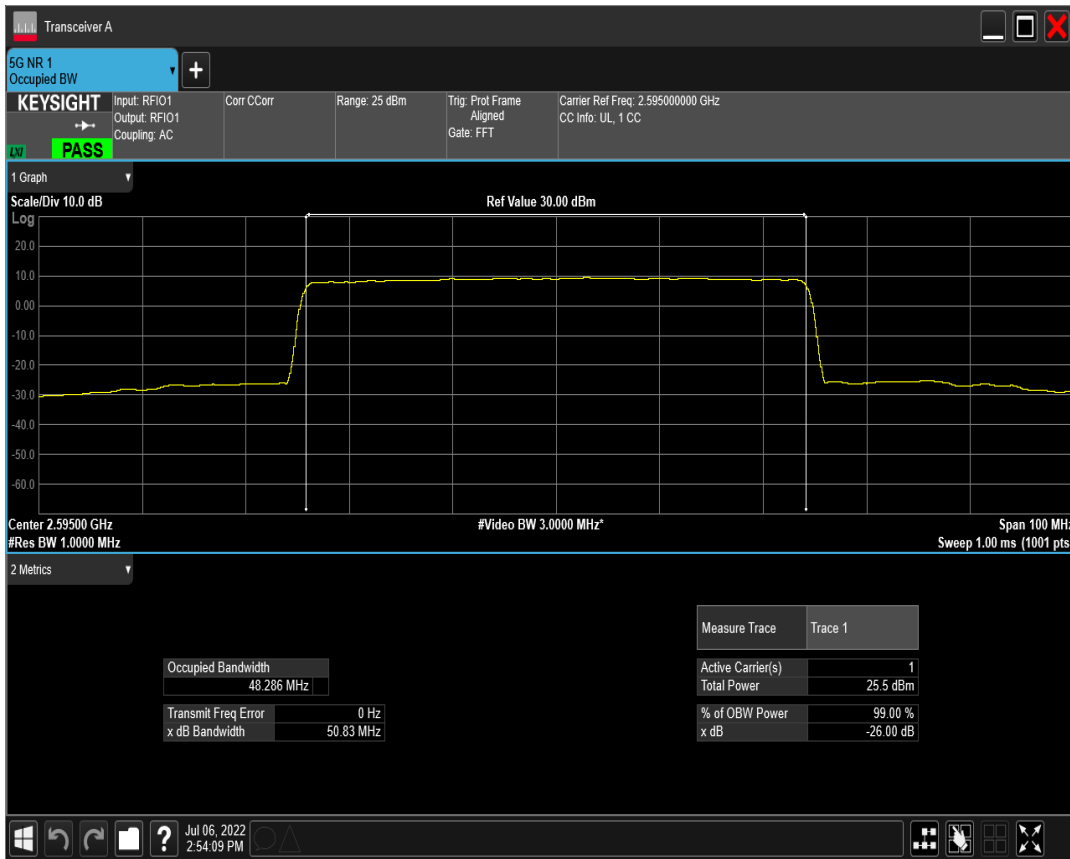 Transceiver A
5G NR 1
Occupied BW
KEYSIGHT
LXI
PASS
Input: RFIO1
Output: RFIO1
Coupling: AC
Corr CCorr
Range: 25 dBm
Trig: Prot Frame
Aligned
Gate: FFT
Carrier Ref Freq: 2.595000000 GHz
CC Info: UL, 1 CC
1 Graph
Scale/Div 10.0 dB
Ref Value 30.00 dBm
Log
20.0
10.0
0.00
-10.0
-20.0
-30.0
-40.0
-50.0
-60.0
Center 2.59500 GHz
#Video BW 3.0000 MHz*
Span 100 MHz
#Res BW 1.0000 MHz
Sweep 1.00 ms (1001 pts
2 Metrics
Measure Trace Trace 1
Occupied Bandwidth
48.286 MHz
Active Carrier(s) 1
Total Power 25.5 dBm
Transmit Freq Error 0 Hz
x dB Bandwidth 50.83 MHz
% of OBW Power 99.00 %
x dB -26.00 dB
Jul 06, 2022
2:54:09 PM